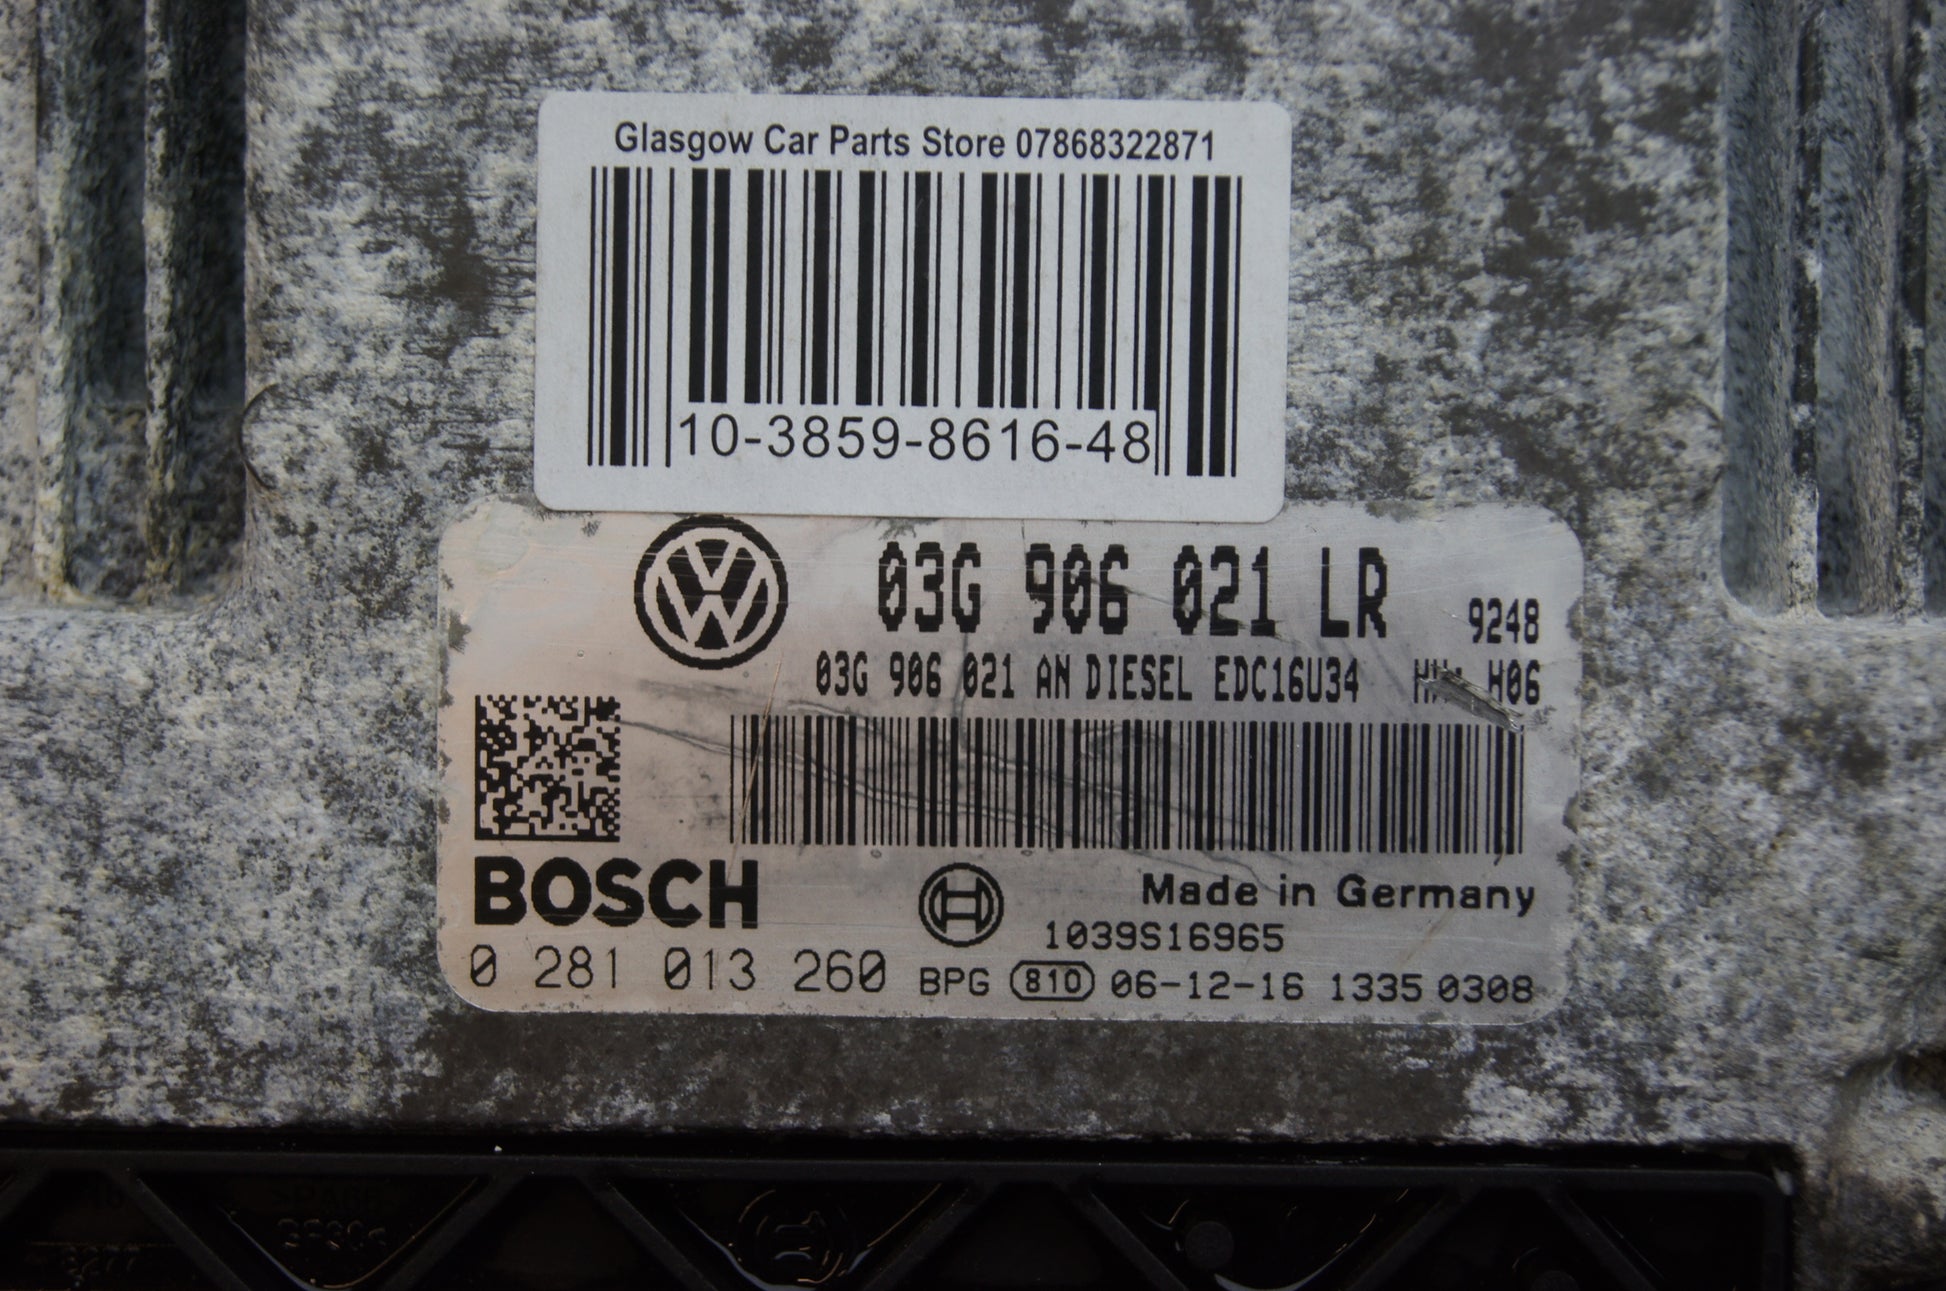 Glasgow Car Parts Store 07868322871
10-3859-8616-48
03G 906 021 LR 9248
03G 906 021 AN DIESEL EDC16U34 H06
BOSCH
Made in Germany
1039S16965
0 281 013 260 BPG 810 06-12-16 1335 0308